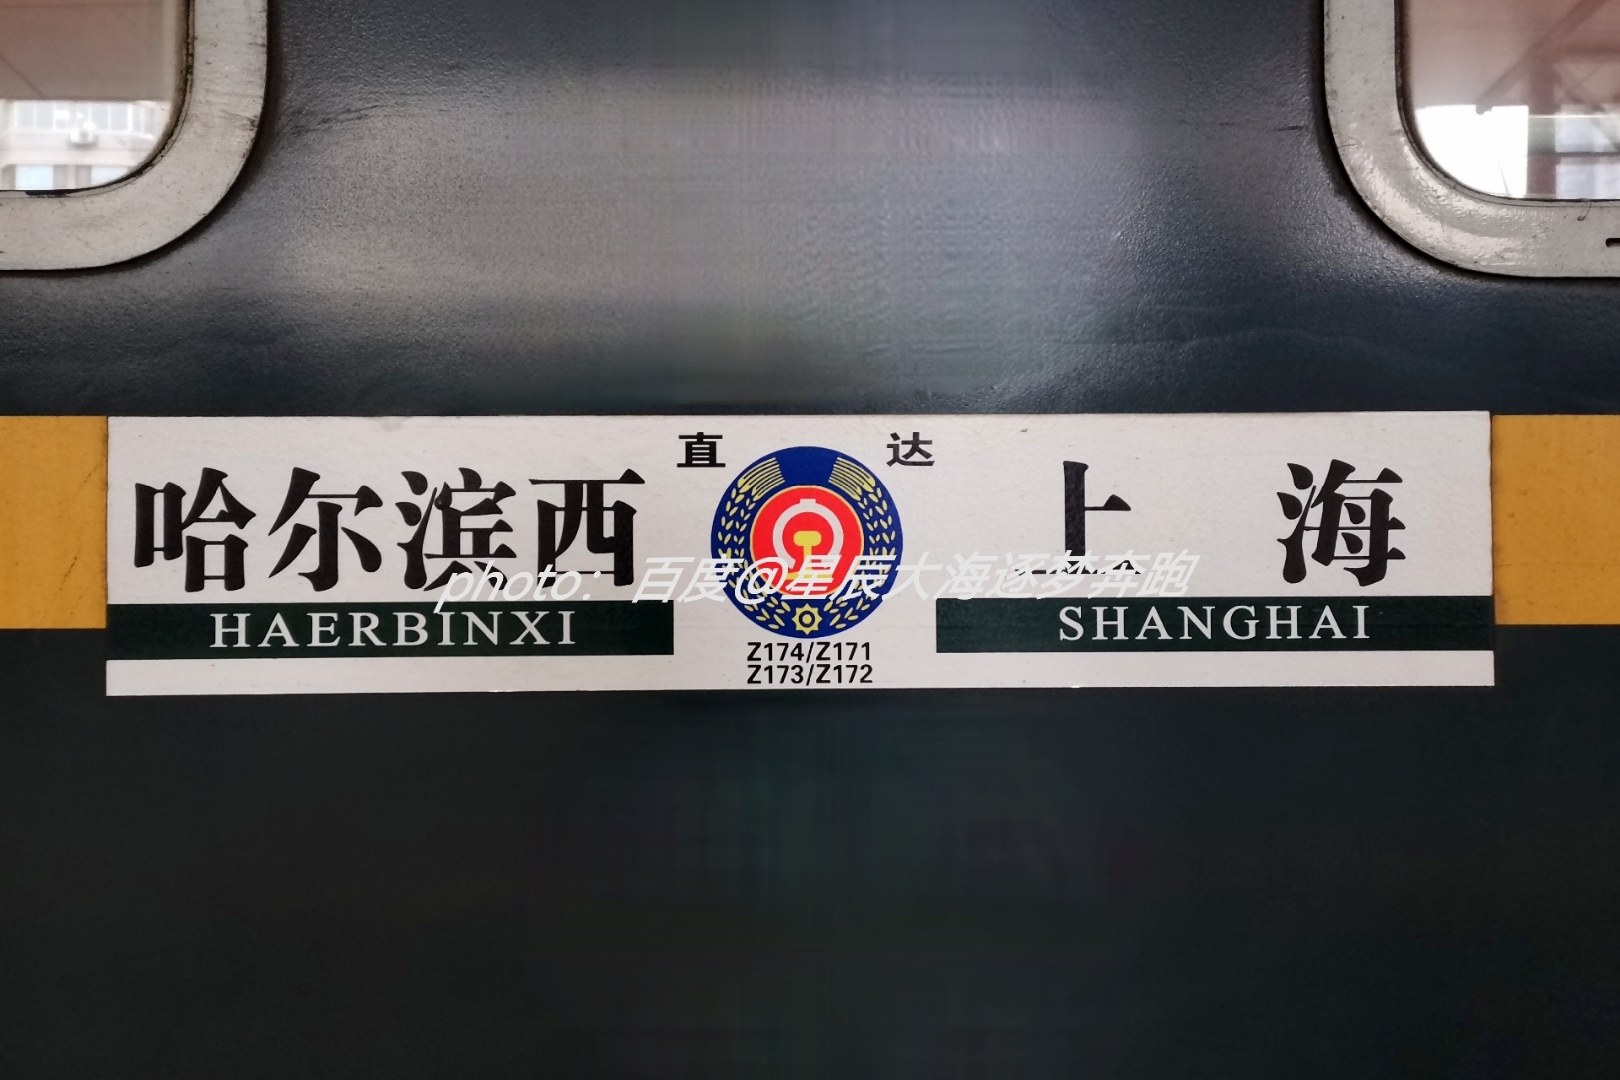 直 达
哈尔滨西
上 海
photo：百度@星辰大海逐梦奔跑
HAERBINXI
SHANGHAI
Z174/Z171
Z173/Z172